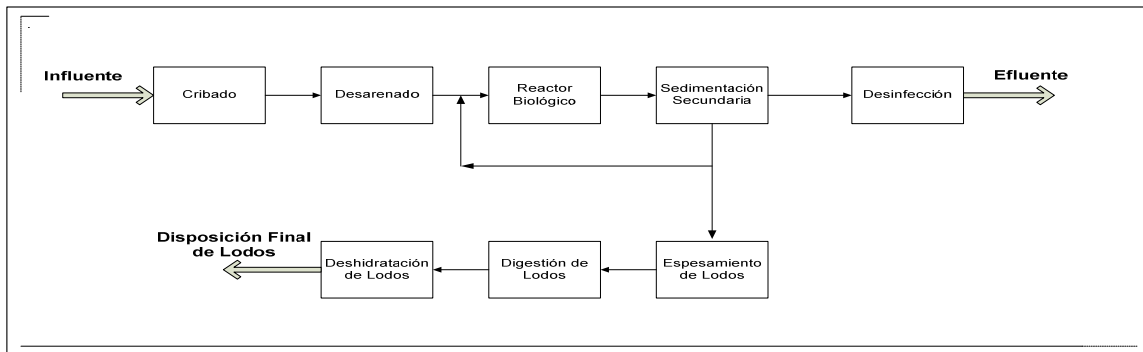 Influente
Cribado
Desarenado
Reactor
Biológico
Sedimentación
Secundaria
Desinfección
Efluente
Disposición Final
de Lodos
Deshidratación
de Lodos
Digestión de
Lodos
Espesamiento
de Lodos